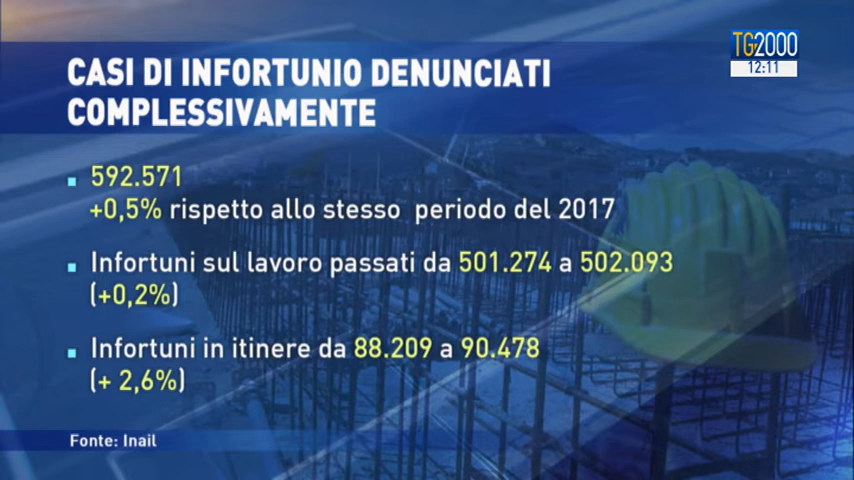 TG2000
12:11
CASI DI INFORTUNIO DENUNCIATI
COMPLESSIVAMENTE
592.571
+0,5% rispetto allo stesso periodo del 2017
Infortuni sul lavoro passati da 501.274 a 502.093
(+0,2%)
Infortuni in itinere da 88.209 a 90.478
(+ 2,6%)
Fonte: Inail